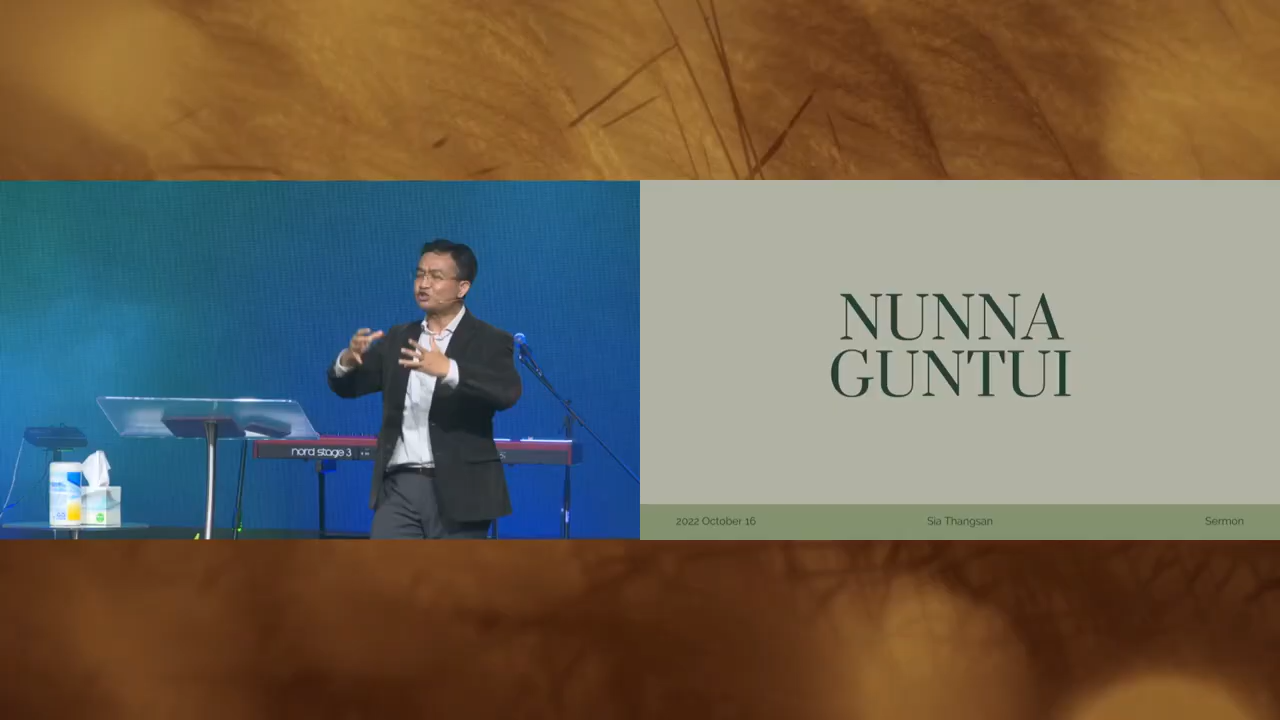 NUNNA
GUNTUI
2022 October 16
Sia Thangsan
Sermon
nord stage 3